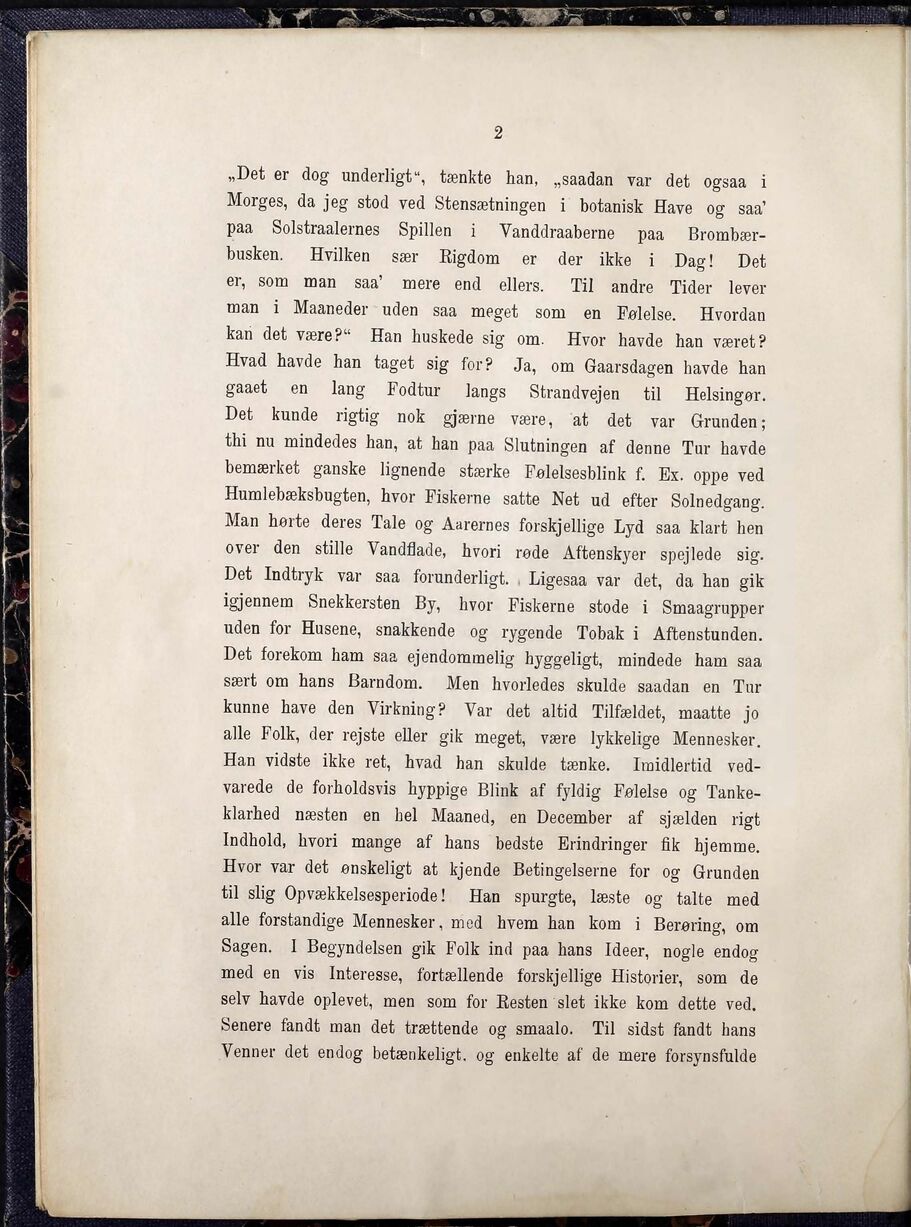 2
„Det er dog underligt“, tænkte han, „saadan var det ogsaa i
Morges, da jeg stod ved Stensætningen i botanisk Have og saa'
paa Solstraalernes Spillen i Vanddraaberne paa Brombær-
busken. Hvilken sær Rigdom er der ikke i Dag! Det
er, som man saa' mere end ellers. Til andre Tider lever
man i Maaneder uden saa meget som en Følelse. Hvordan
kan det være?“ Han huskede sig om. Hvor havde han været?
Hvad havde han taget sig for? Ja, om Gaarsdagen havde han
gaaet en lang Fodtur langs Strandvejen til Helsingør.
Det kunde rigtig nok gjærne være, at det var Grunden;
thi nu mindedes han, at han paa Slutningen af denne Tur havde
bemærket ganske lignende stærke Følelsesblink f. Ex. oppe ved
Humlebæksbugten, hvor Fiskerne satte Net ud efter Solnedgang.
Man hørte deres Tale og Aarernes forskjellige Lyd saa klart hen
over den stille Vandflade, hvori røde Aftenskyer spejlede sig.
Det Indtryk var saa forunderligt. Ligesaa var det, da han gik
igjennem Snekkersten By, hvor Fiskerne stode i Smaagrupper
uden for Husene, snakkende og rygende Tobak i Aftenstunden.
Det forekom ham saa ejendommelig hyggeligt, mindede ham saa
sært om hans Barndom. Men hvorledes skulde saadan en Tur
kunne have den Virkning? Var det altid Tilfældet, maatte jo
alle Folk, der rejste eller gik meget, være lykkelige Mennesker.
Han vidste ikke ret, hvad han skulde tænke. Imidlertid ved-
varede de forholdsvis hyppige Blink af fyldig Følelse og Tanke-
klarhed næsten en hel Maaned, en December af sjælden rigt
Indhold, hvori mange af hans bedste Erindringer fik hjemme.
Hvor var det ønskeligt at kjende Betingelserne for og Grunden
til slig Opvækkelsesperiode! Han spurgte, læste og talte med
alle forstandige Mennesker, med hvem han kom i Berøring, om
Sagen. I Begyndelsen gik Folk ind paa hans Ideer, nogle endog
med en vis Interesse, fortællende forskjellige Historier, som de
selv havde oplevet, men som for Resten slet ikke kom dette ved.
Senere fandt man det trættende og smaalo. Til sidst fandt hans
Venner det endog betænkeligt, og enkelte af de mere forsynsfulde